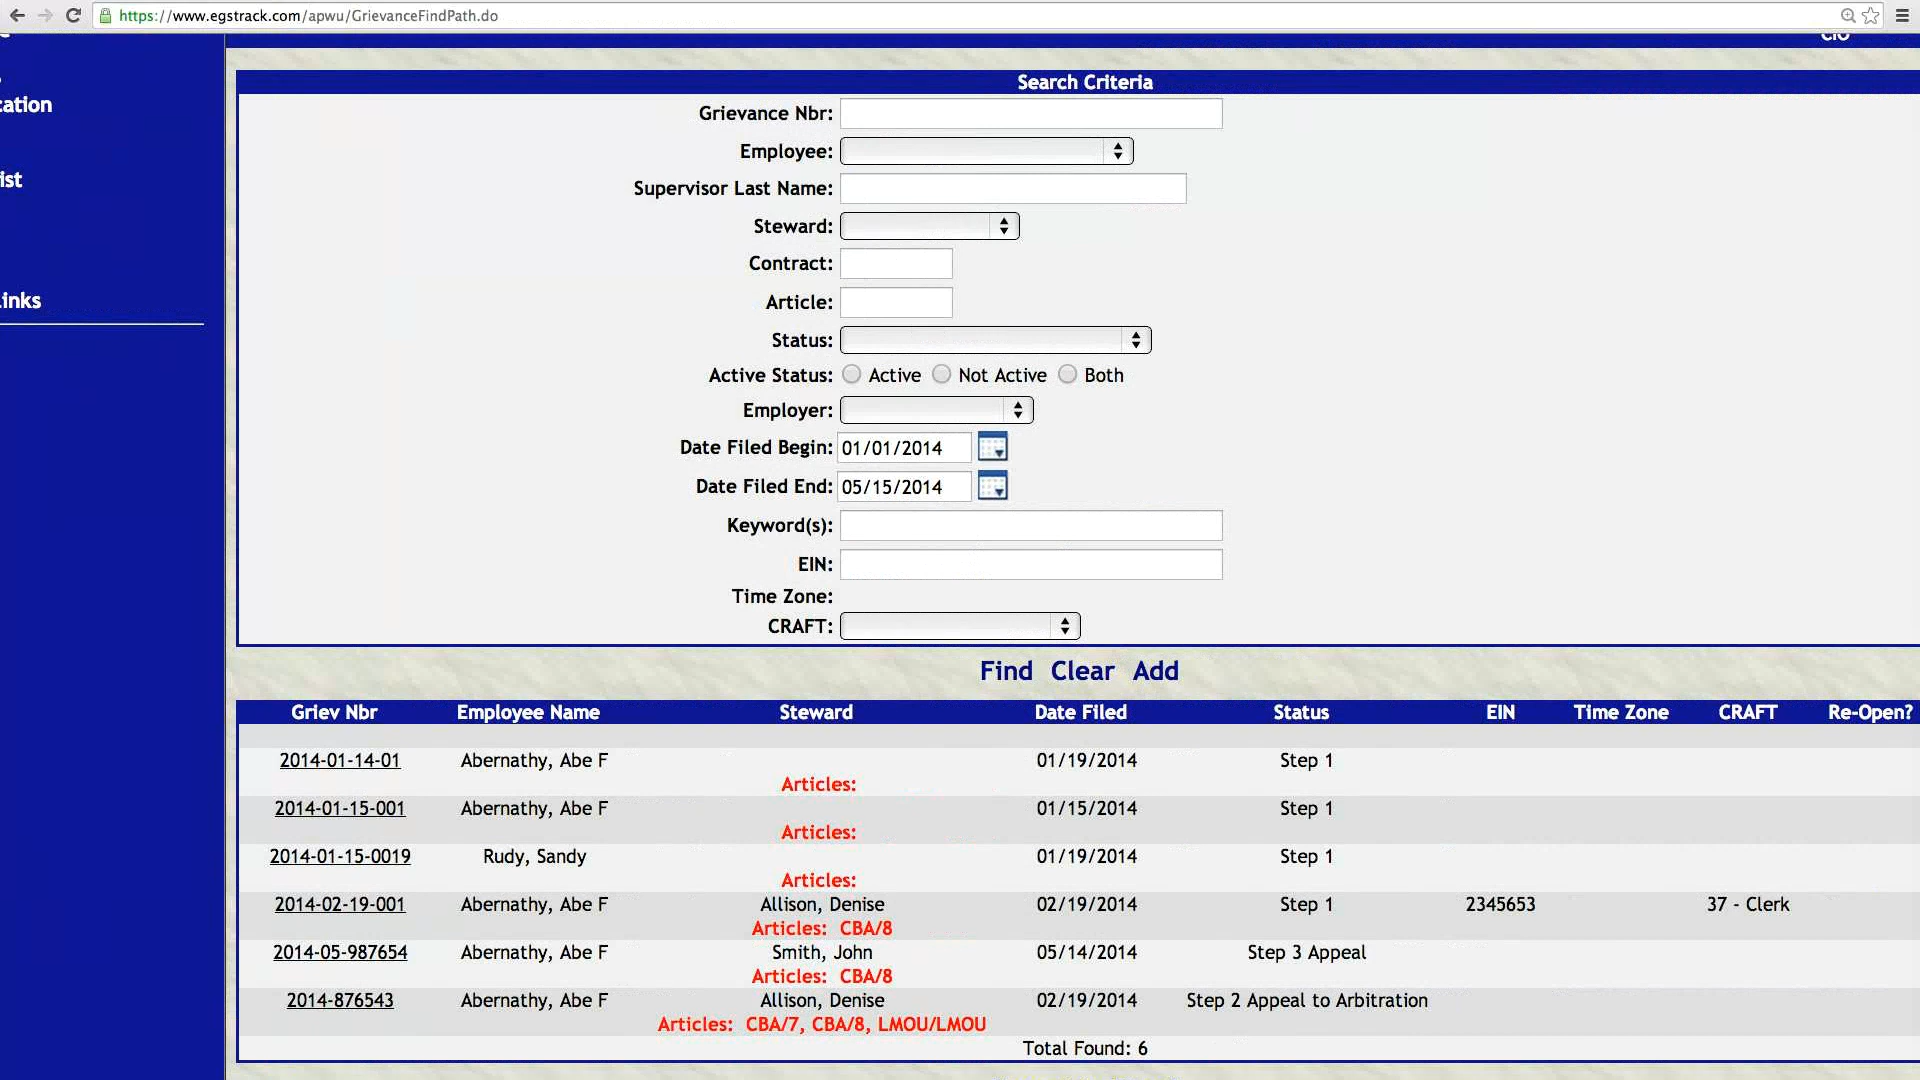 https://www.egstrack.com/apwu/GrievanceFindPath.do
CIO
cation
ist
inks
Search Criteria
Grievance Nbr:
Employee:
Supervisor Last Name:
Steward:
Contract:
Article:
Status:
Active Status: Active Not Active Both
Employer:
Date Filed Begin: 01/01/2014
Date Filed End: 05/15/2014
Keyword(s):
EIN:
Time Zone:
CRAFT:
Find Clear Add
Griev Nbr Employee Name Steward Date Filed Status EIN Time Zone CRAFT Re-Open?
2014-01-14-01 Abernathy, Abe F 01/19/2014 Step 1
Articles:
2014-01-15-001 Abernathy, Abe F 01/15/2014 Step 1
Articles:
2014-01-15-0019 Rudy, Sandy 01/19/2014 Step 1
Articles:
2014-02-19-001 Abernathy, Abe F Allison, Denise 02/19/2014 Step 1 2345653 37 - Clerk
Articles: CBA/8
2014-05-987654 Abernathy, Abe F Smith, John 05/14/2014 Step 3 Appeal
Articles: CBA/8
2014-876543 Abernathy, Abe F Allison, Denise 02/19/2014 Step 2 Appeal to Arbitration
Articles: CBA/7, CBA/8, LMOU/LMOU
Total Found: 6